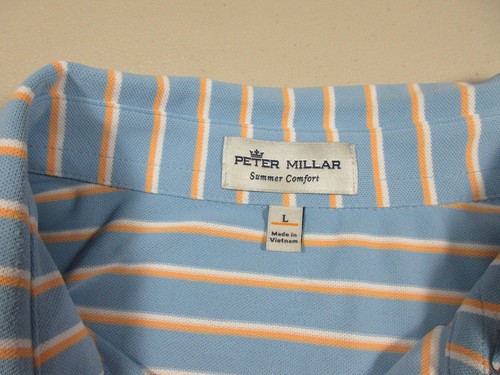 PETER MILLAR
Summer Comfort
L
Made in
Vietnam